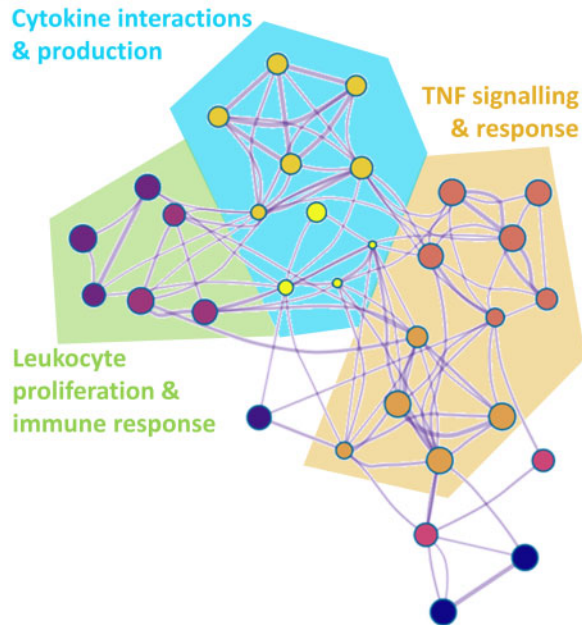 Cytokine interactions
& production
TNF signalling
& response
Leukocyte
proliferation &
immune response